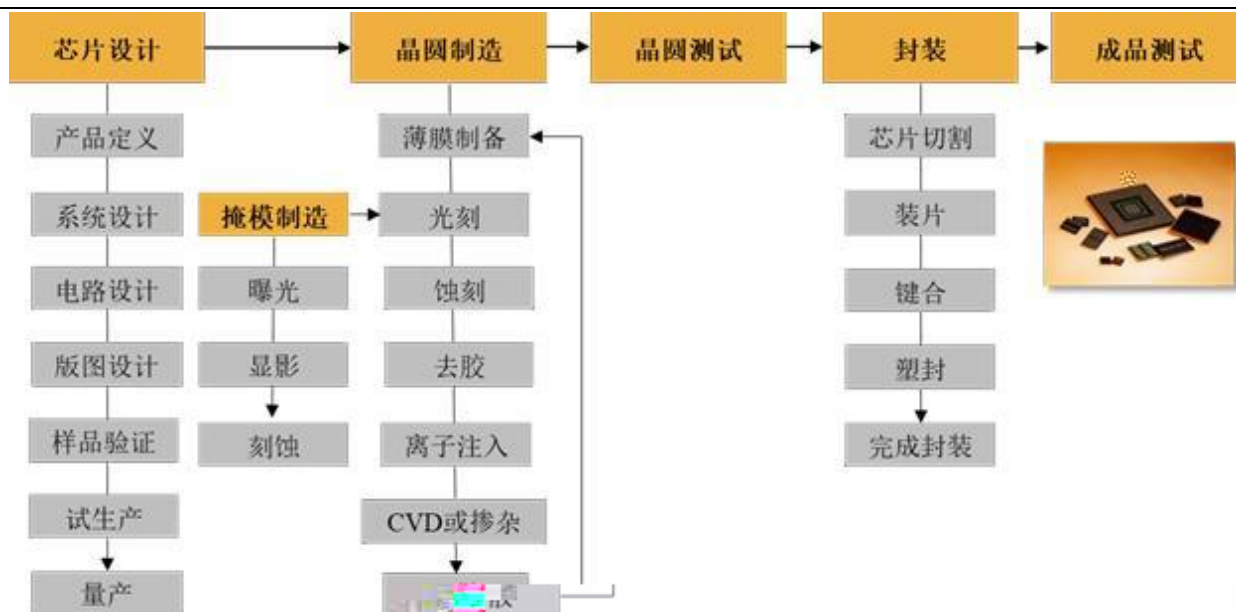 芯片设计
晶圆制造
晶圆测试
封装
成品测试
产品定义
薄膜制备
芯片切割
系统设计
掩模制造
光刻
装片
电路设计
曝光
蚀刻
键合
版图设计
显影
去胶
塑封
样品验证
刻蚀
离子注入
完成封装
试生产
CVD或掺杂
量产